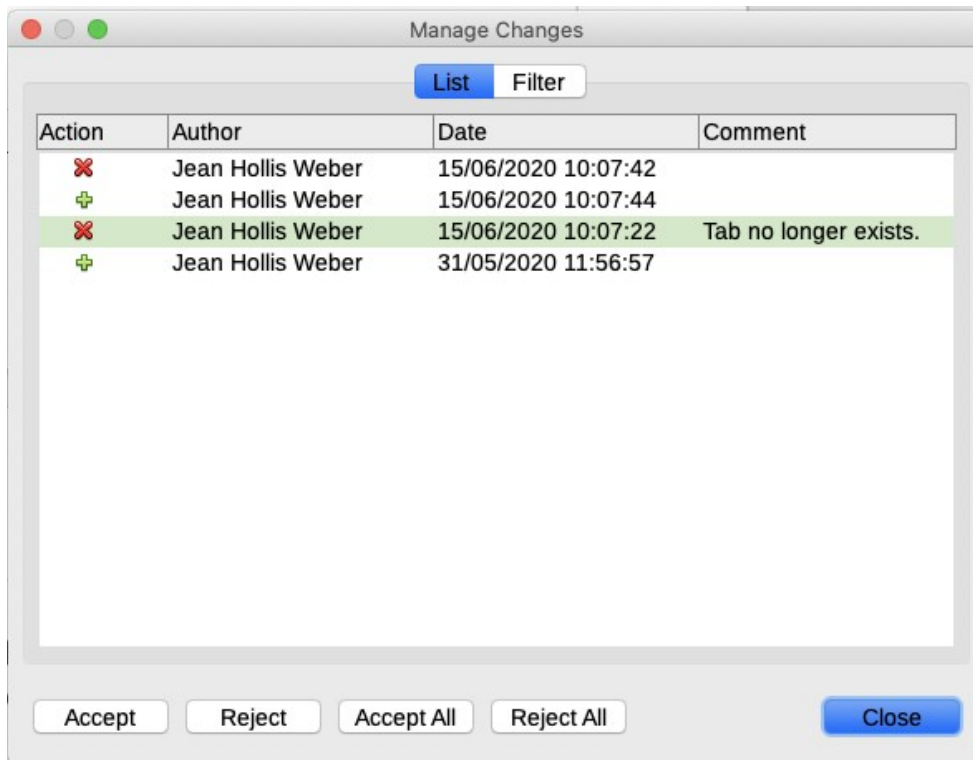 Manage Changes
List Filter
Action Author Date Comment
Jean Hollis Weber 15/06/2020 10:07:42
Jean Hollis Weber 15/06/2020 10:07:44
Jean Hollis Weber 15/06/2020 10:07:22 Tab no longer exists.
Jean Hollis Weber 31/05/2020 11:56:57
Accept Reject Accept All Reject All Close